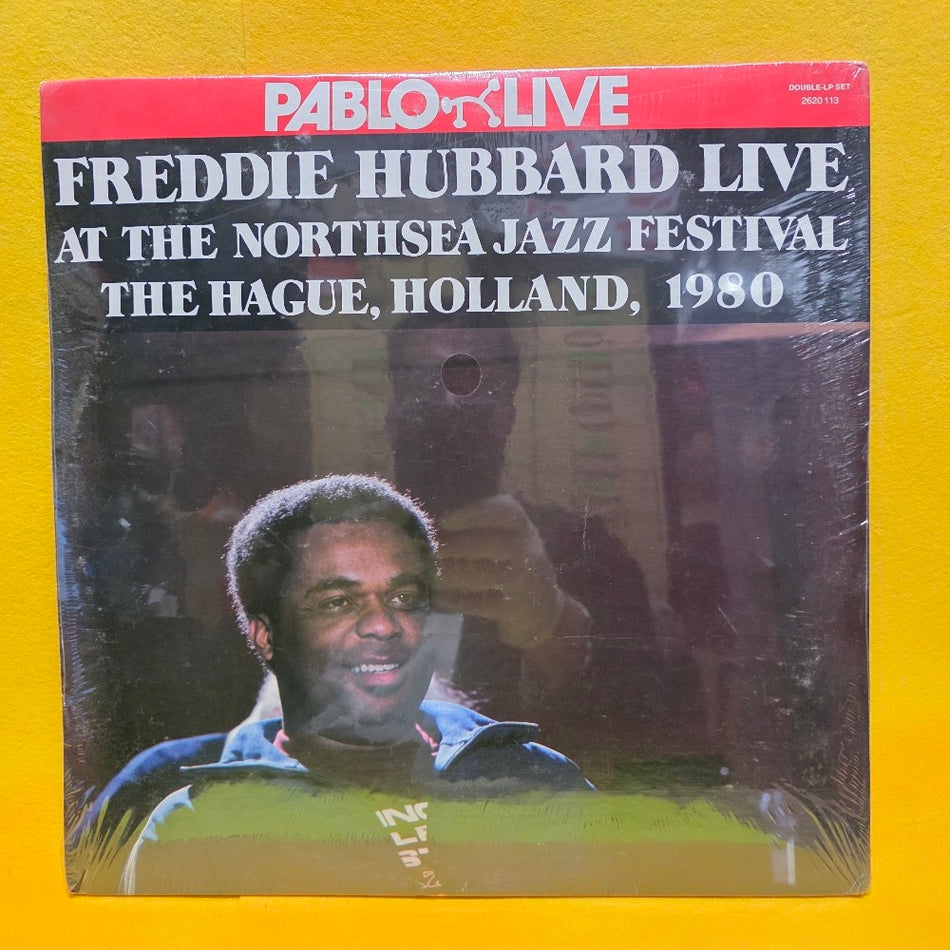 PABLO LIVE
DOUBLE-LP SET
2620 113
FREDDIE HUBBARD LIVE
AT THE NORTHSEA JAZZ FESTIVAL
THE HAGUE, HOLLAND, 1980